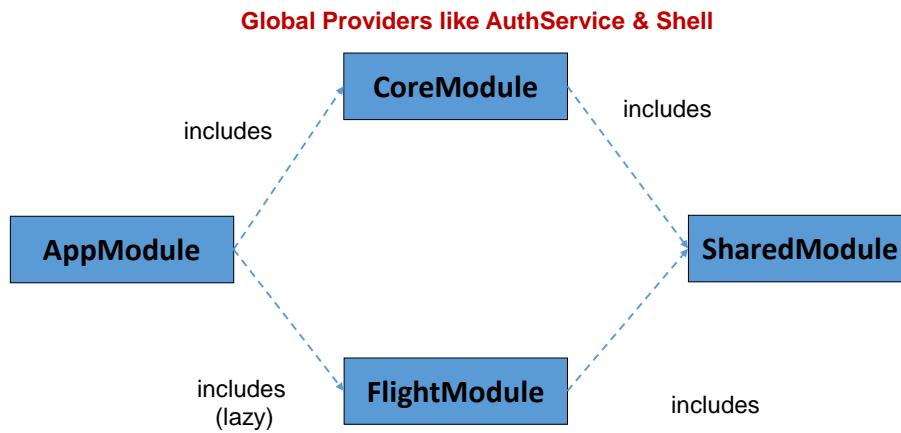 Global Providers like AuthService & Shell
CoreModule
includes
includes
AppModule
SharedModule
includes
(lazy)
FlightModule
includes